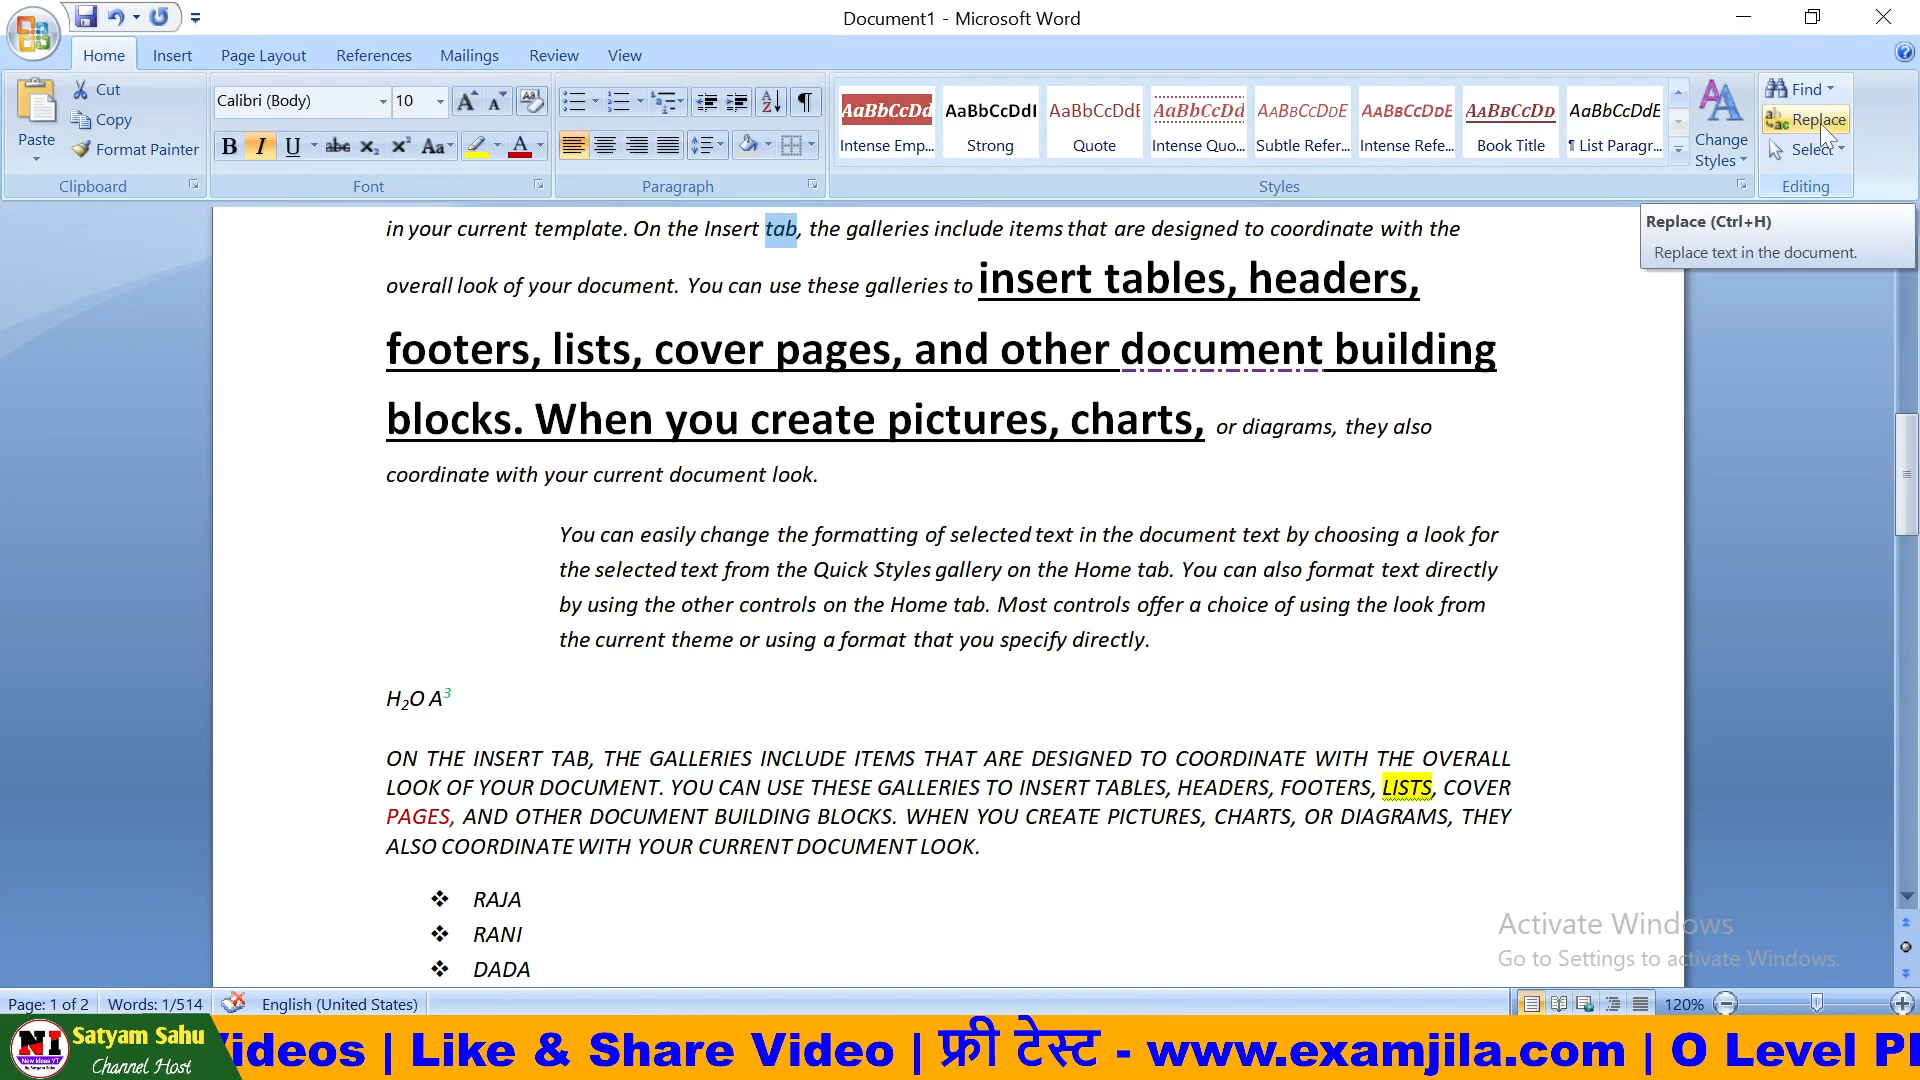 Document1 - Microsoft Word
Home Insert Page Layout References Mailings Review View
Paste
Cut
Copy
Format Painter
Clipboard
Calibri (Body) 10
B I U abe X₂ X² Aa A
Font
Paragraph
AaBbCcDd AaBbCcDdI AaBbCcDdE AaBbCcDd AaBbCcDdE AaBbCcDdE AaBbCcDd AaBbCcDdE
Intense Emp... Strong Quote Intense Quo... Subtle Refer... Intense Refe... Book Title ¶ List Paragr...
Change
Styles
Styles
Find
Replace
Select
Editing
Replace (Ctrl+H)
Replace text in the document.
in your current template. On the Insert tab, the galleries include items that are designed to coordinate with the
overall look of your document. You can use these galleries to insert tables, headers,
footers, lists, cover pages, and other document building
blocks. When you create pictures, charts, or diagrams, they also
coordinate with your current document look.
You can easily change the formatting of selected text in the document text by choosing a look for
the selected text from the Quick Styles gallery on the Home tab. You can also format text directly
by using the other controls on the Home tab. Most controls offer a choice of using the look from
the current theme or using a format that you specify directly.
H₂O A³
ON THE INSERT TAB, THE GALLERIES INCLUDE ITEMS THAT ARE DESIGNED TO COORDINATE WITH THE OVERALL
LOOK OF YOUR DOCUMENT. YOU CAN USE THESE GALLERIES TO INSERT TABLES, HEADERS, FOOTERS, LISTS, COVER
PAGES, AND OTHER DOCUMENT BUILDING BLOCKS. WHEN YOU CREATE PICTURES, CHARTS, OR DIAGRAMS, THEY
ALSO COORDINATE WITH YOUR CURRENT DOCUMENT LOOK.
❖ RAJA
❖ RANI
❖ DADA
Activate Windows
Go to Settings to activate Windows.
Page: 1 of 2 Words: 1/514 English (United States) 120%
NI
New Ideas YT
Satyam Sahu
Channel Host
ideos | Like & Share Video | फ्री टेस्ट - www.examjila.com | O Level